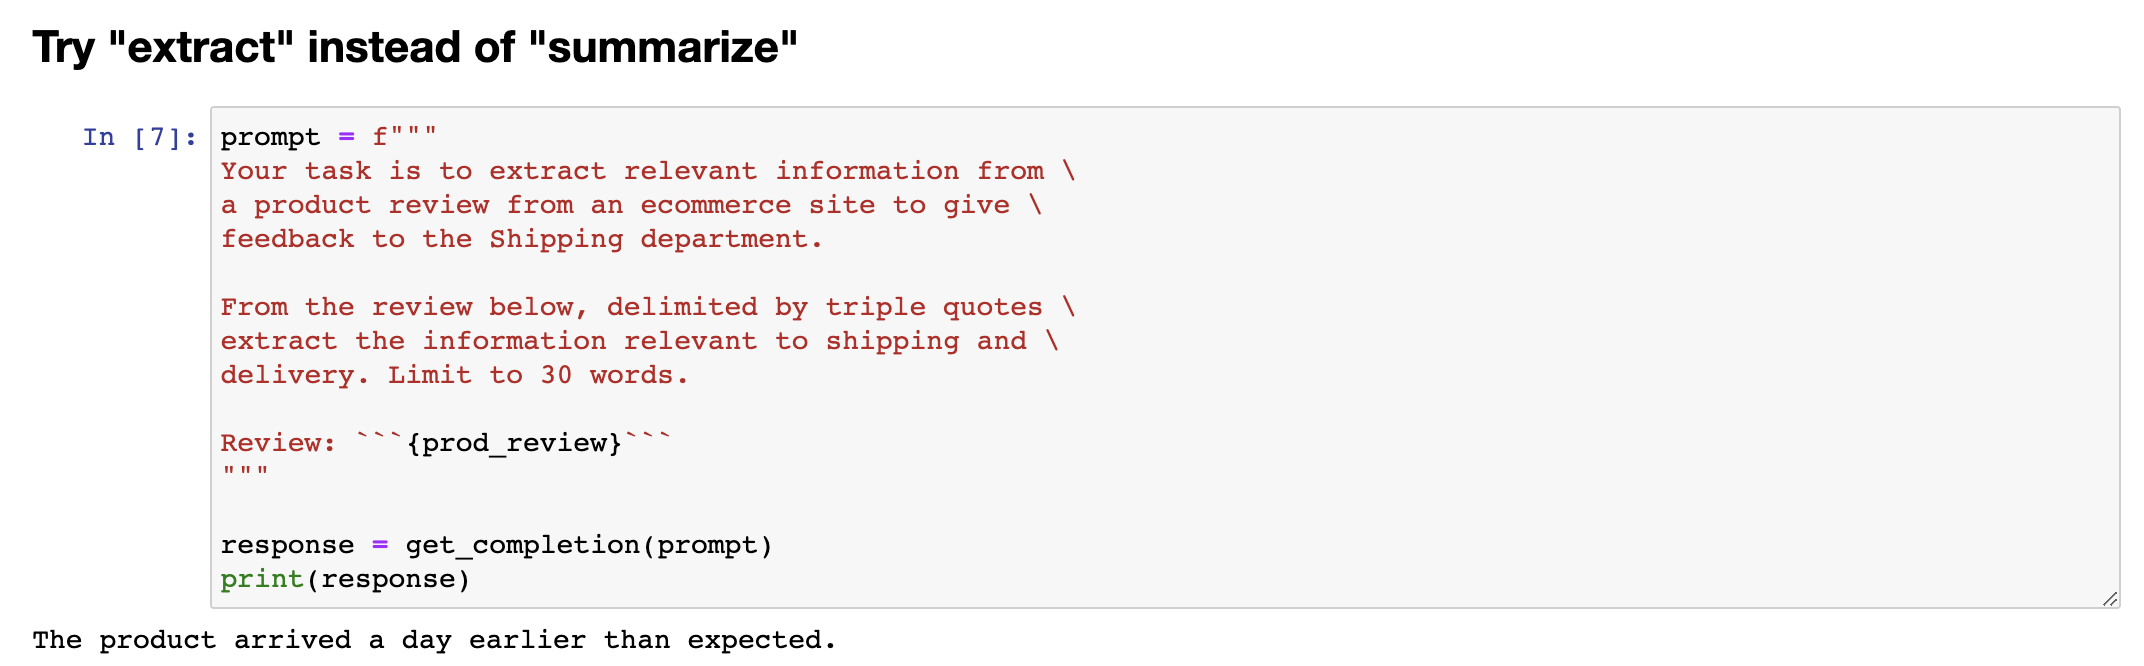 Try "extract" instead of "summarize"
In [7]: prompt = f"""
Your task is to extract relevant information from \
a product review from an ecommerce site to give \
feedback to the Shipping department.

From the review below, delimited by triple quotes \
extract the information relevant to shipping and \
delivery. Limit to 30 words.

Review: ```{prod_review}```
"""

response = get_completion(prompt)
print(response)
The product arrived a day earlier than expected.